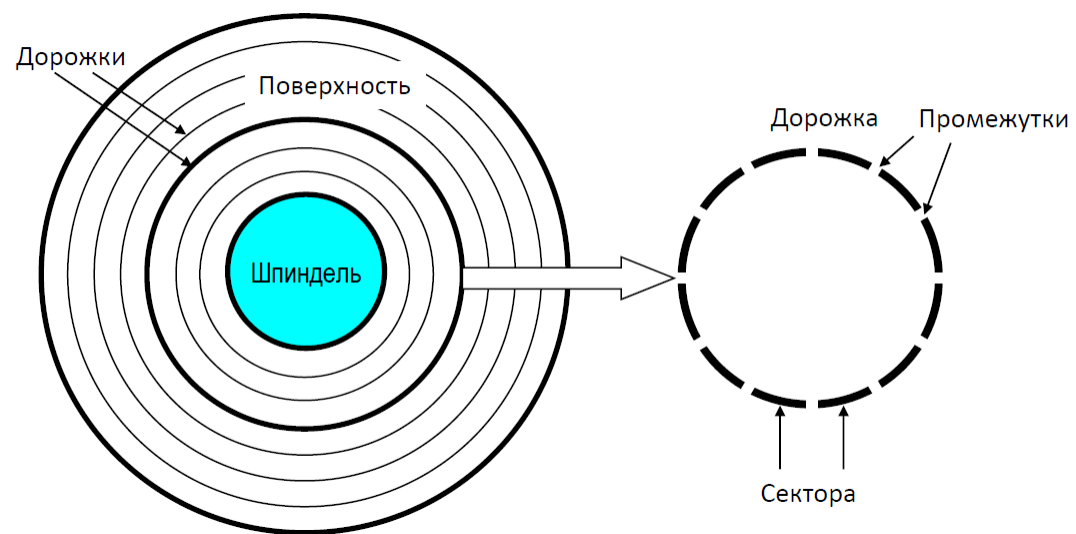 Дорожки
Поверхность
Шпиндель
Дорожка
Промежутки
Сектора